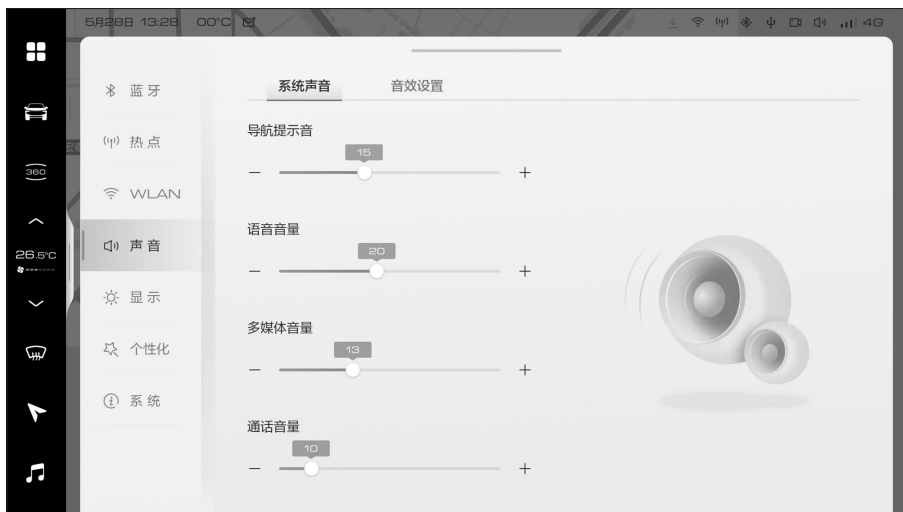 5月28日 13:28 00°C
4G
360
26.5°C
蓝牙
热点
WLAN
声音
显示
个性化
系统
系统声音 音效设置
导航提示音
15
− +
语音音量
20
− +
多媒体音量
13
− +
通话音量
10
− +